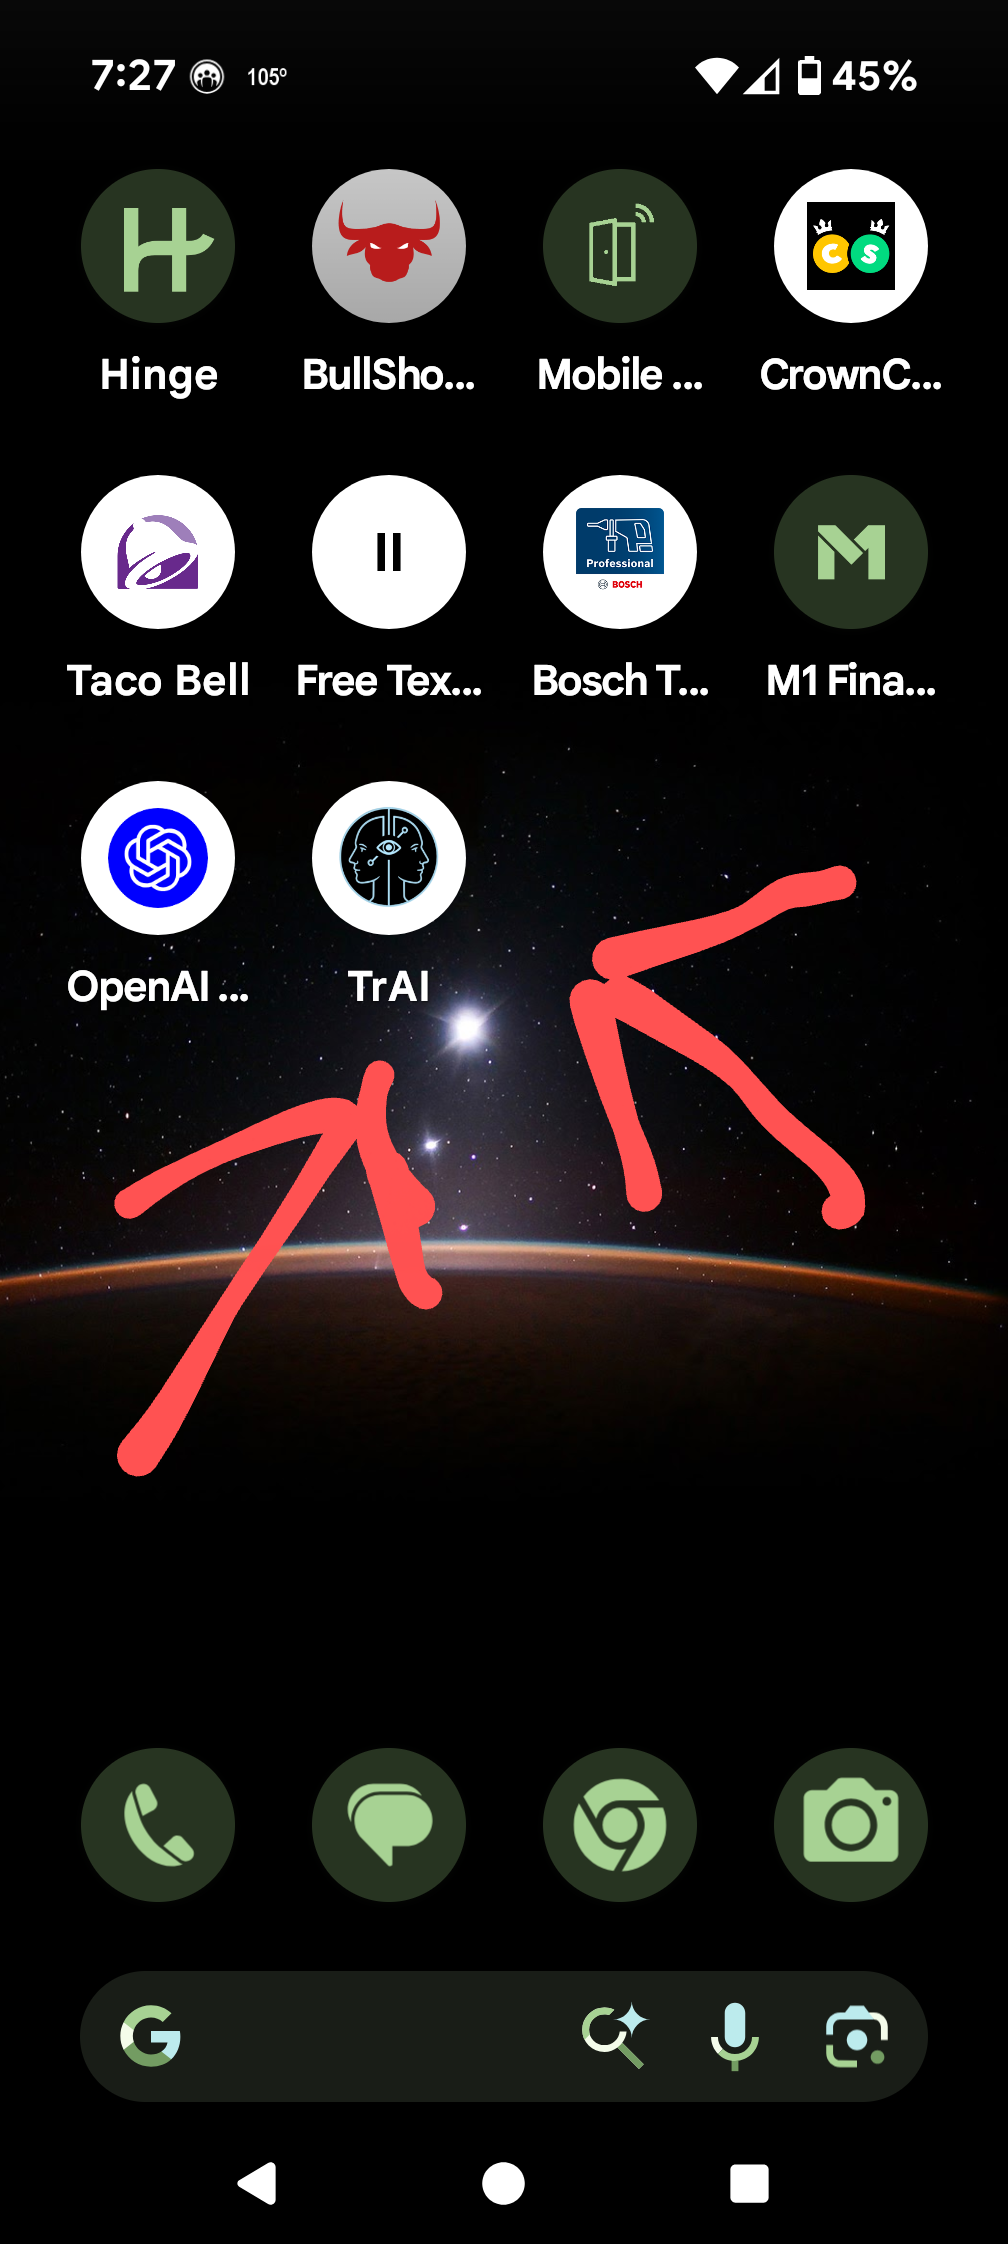 7:27 105° 45%
Hinge BullSho... Mobile ... CrownC...
CS
Professional
BOSCH
Taco Bell Free Tex... Bosch T... M1 Fina...
OpenAI ... TrAI